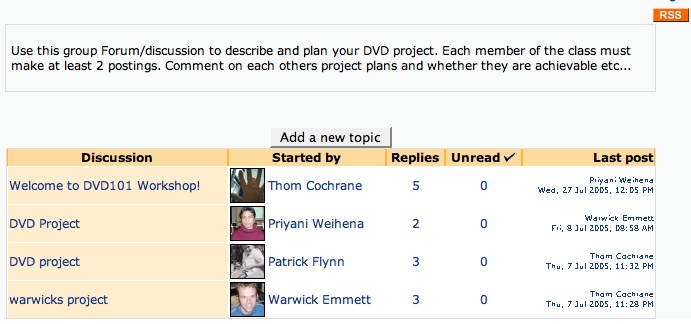 RSS
Use this group Forum/discussion to describe and plan your DVD project. Each member of the class must
make at least 2 postings. Comment on each others project plans and whether they are achievable etc...
Add a new topic
Discussion Started by Replies Unread ✓ Last post
Welcome to DVD101 Workshop! Thom Cochrane 5 0 Priyani Weihena
Wed, 27 Jul 2005, 12:05 PM
DVD Project Priyani Weihena 2 0 Warwick Emmett
Fri, 8 Jul 2005, 08:58 AM
DVD project Patrick Flynn 3 0 Thom Cochrane
Thu, 7 Jul 2005, 11:32 PM
warwicks project Warwick Emmett 3 0 Thom Cochrane
Thu, 7 Jul 2005, 11:28 PM